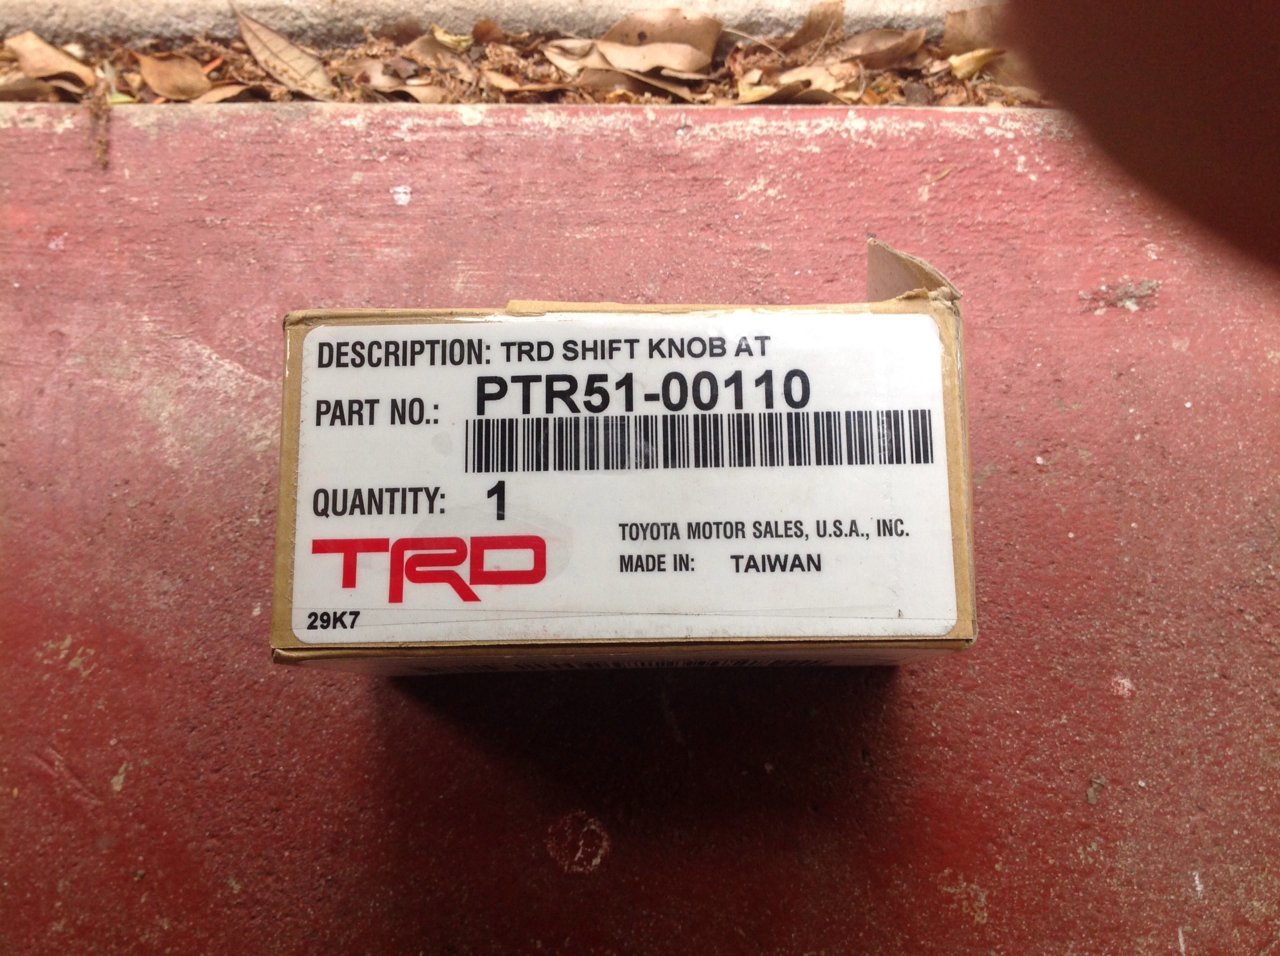 DESCRIPTION: TRD SHIFT KNOB AT
PART NO.: PTR51-00110
QUANTITY: 1
TRD
TOYOTA MOTOR SALES, U.S.A., INC.
MADE IN: TAIWAN
29K7